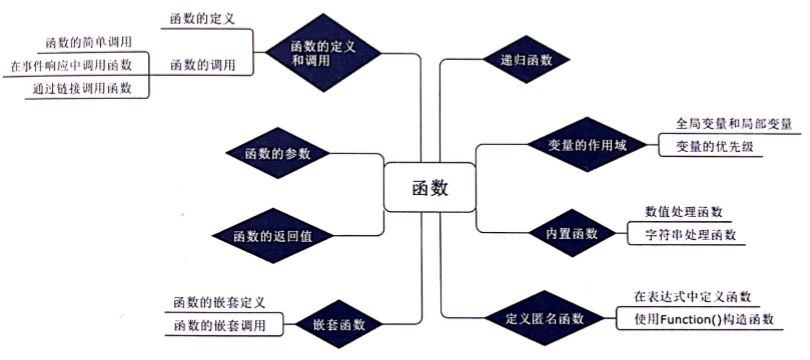 函数
函数的定义
和调用
函数的定义
函数的调用
函数的简单调用
在事件响应中调用函数
通过链接调用函数
函数的参数
函数的返回值
嵌套函数
函数的嵌套定义
函数的嵌套调用
递归函数
变量的作用域
全局变量和局部变量
变量的优先级
内置函数
数值处理函数
字符串处理函数
定义匿名函数
在表达式中定义函数
使用Function()构造函数